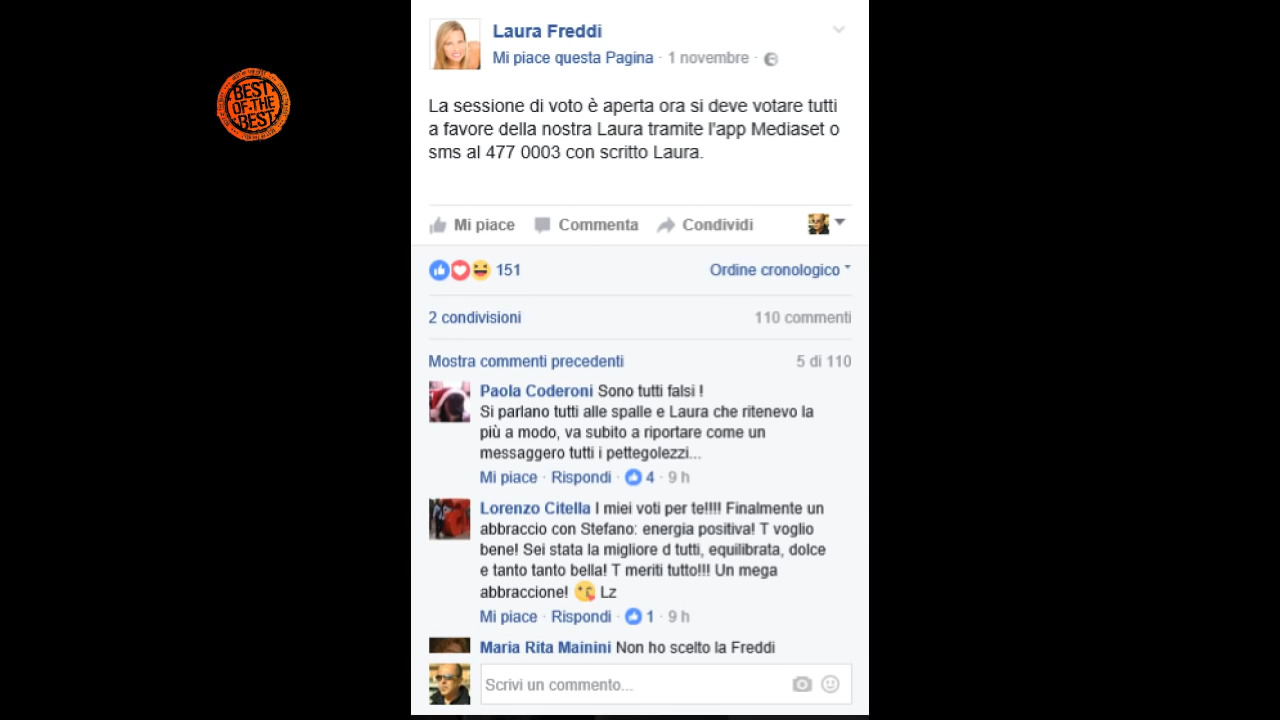 BEST
OF·THE
BEST
Laura Freddi
Mi piace questa Pagina · 1 novembre ·
La sessione di voto è aperta ora si deve votare tutti
a favore della nostra Laura tramite l'app Mediaset o
sms al 477 0003 con scritto Laura.
Mi piace Commenta Condividi
151 Ordine cronologico
2 condivisioni 110 commenti
Mostra commenti precedenti 5 di 110
Paola Coderoni Sono tutti falsi !
Si parlano tutti alle spalle e Laura che ritenevo la
più a modo, va subito a riportare come un
messaggero tutti i pettegolezzi...
Mi piace · Rispondi · 4 · 9 h
Lorenzo Citella I miei voti per te!!!! Finalmente un
abbraccio con Stefano: energia positiva! T voglio
bene! Sei stata la migliore d tutti, equilibrata, dolce
e tanto tanto bella! T meriti tutto!!! Un mega
abbraccione! Lz
Mi piace · Rispondi · 1 · 9 h
Maria Rita Mainini Non ho scelto la Freddi
Scrivi un commento...